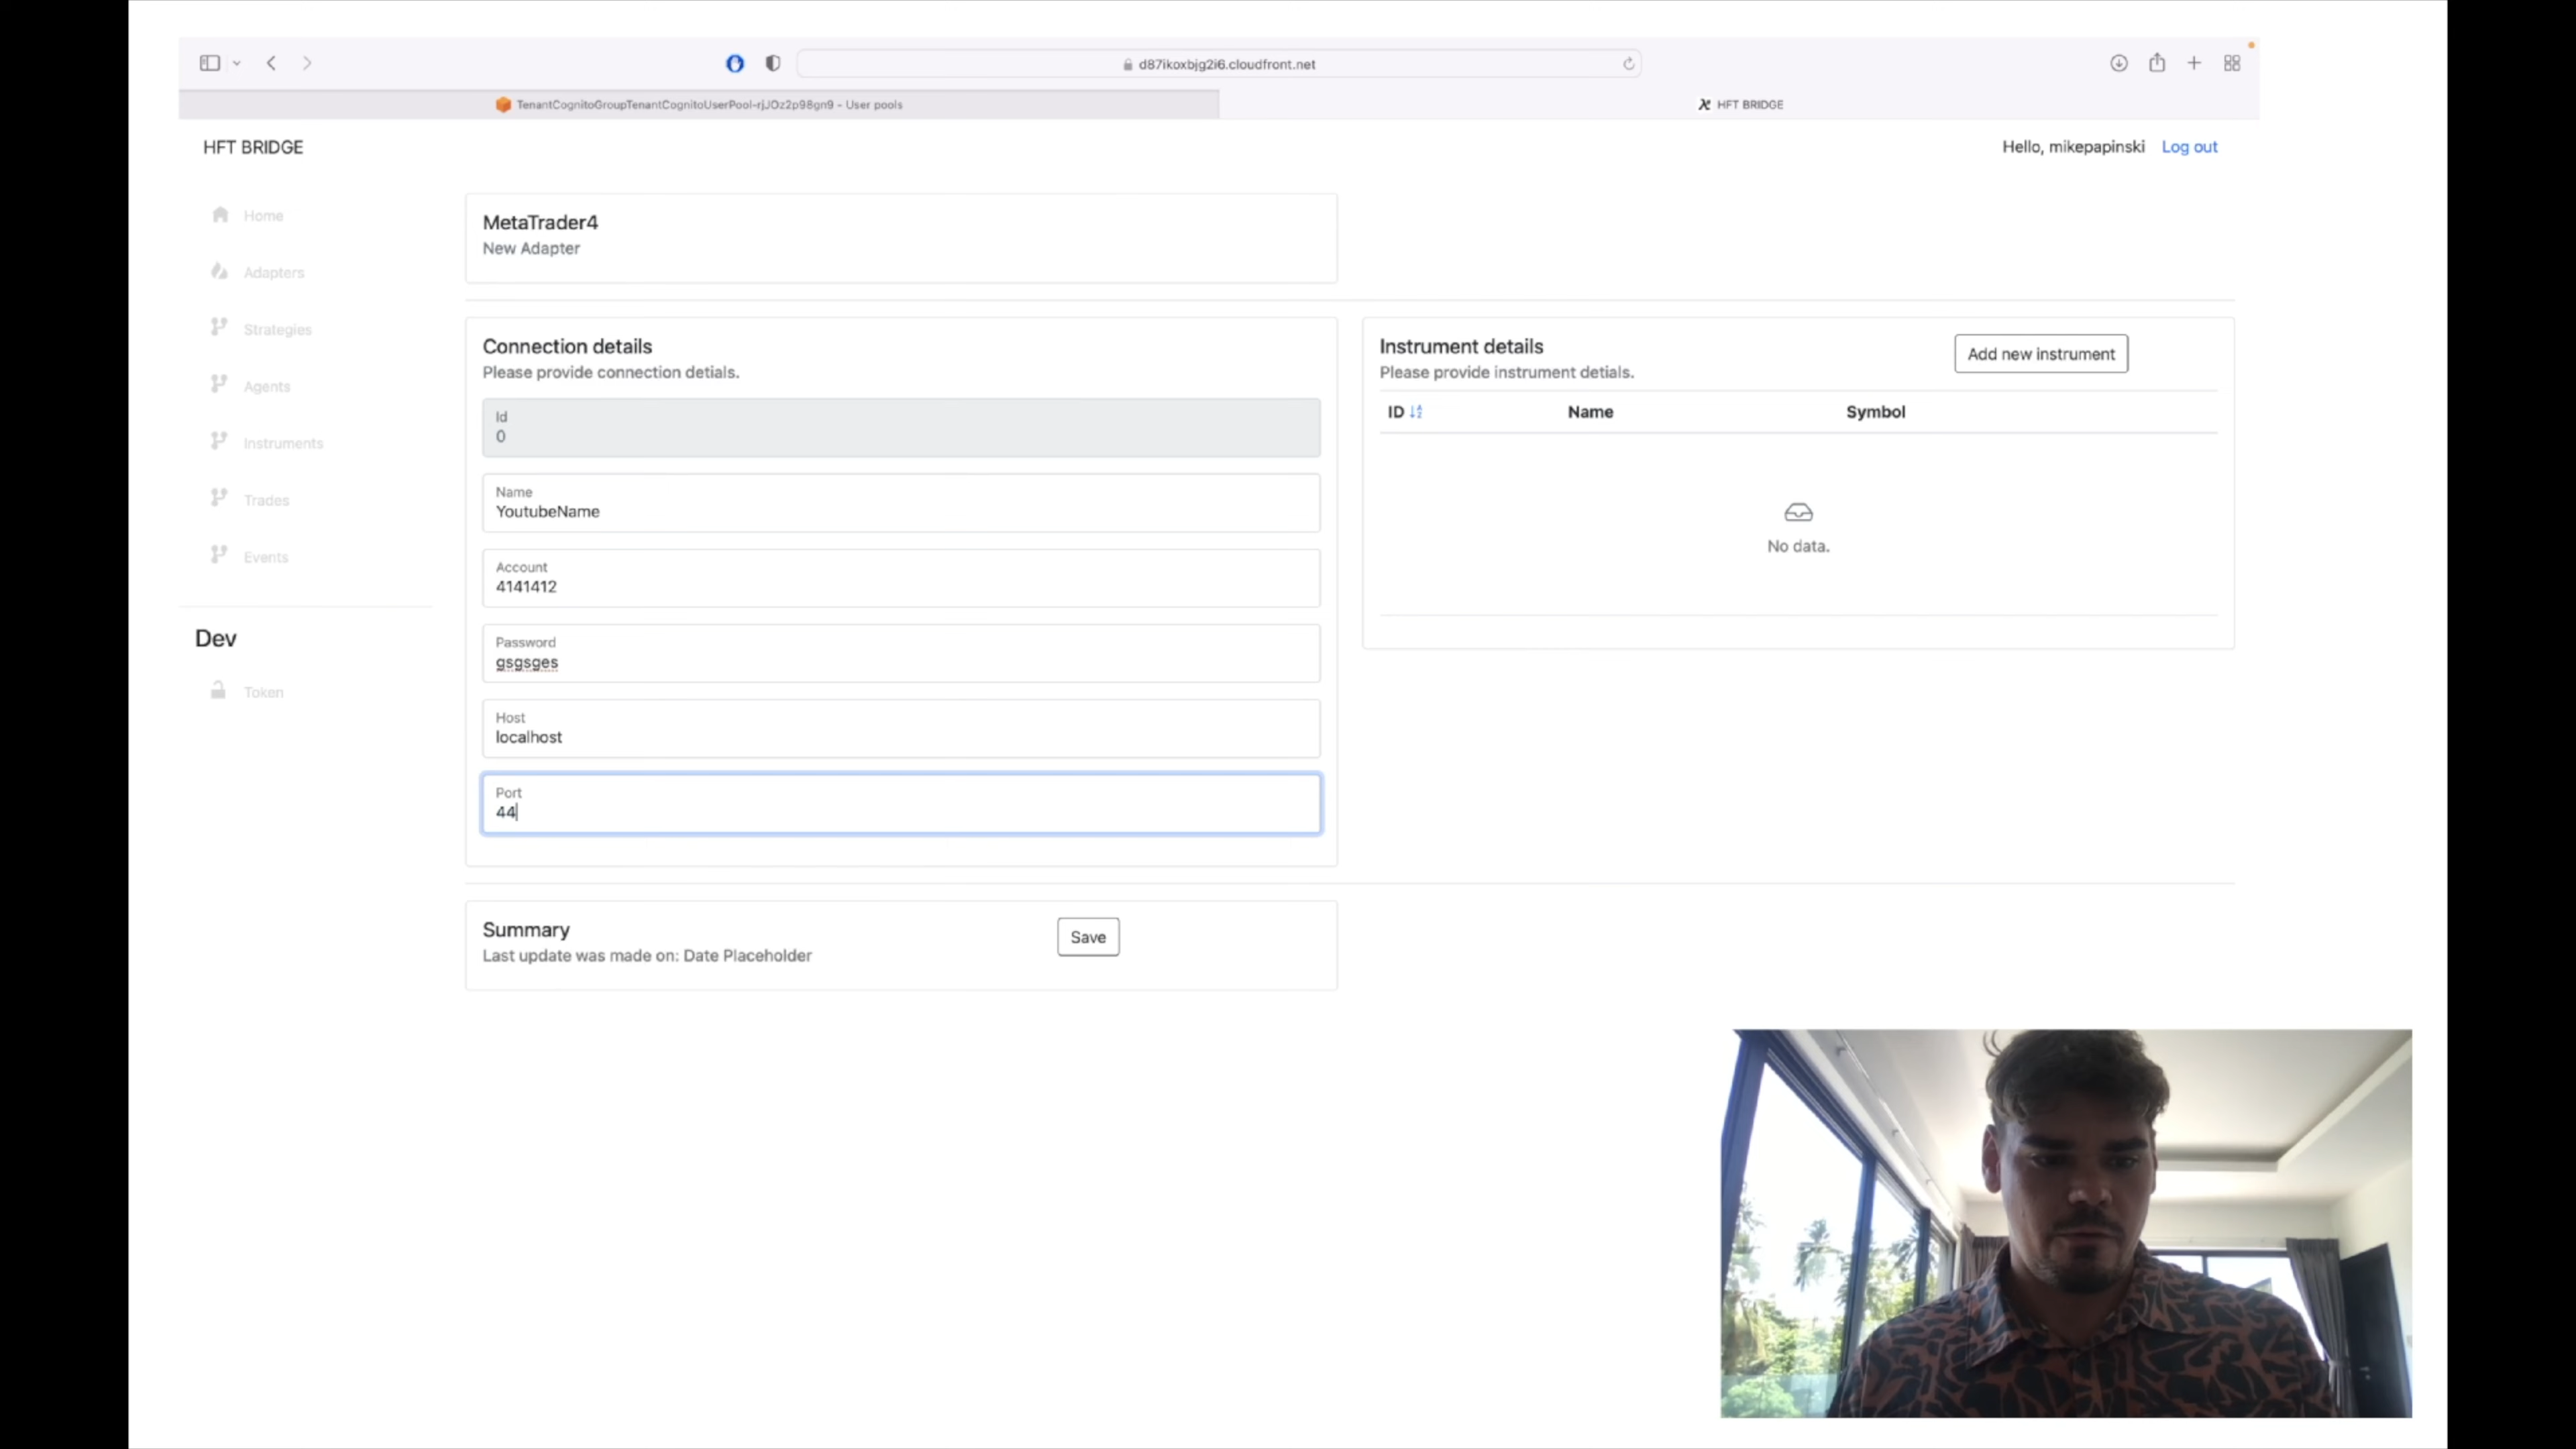 d87ikoxbjg2i6.cloudfront.net
TenantCognitoGroupTenantCognitoUserPool-rjJOz2p98gn9 - User pools
HFT BRIDGE
HFT BRIDGE
Hello, mikepapinski Log out
Home
Adapters
Strategies
Agents
Instruments
Trades
Events
Dev
Token
MetaTrader4
New Adapter
Connection details
Please provide connection detials.
Id
0
Name
YoutubeName
Account
4141412
Password
gsgsges
Host
localhost
Port
44
Instrument details
Please provide instrument detials.
Add new instrument
ID Name Symbol
No data.
Summary
Last update was made on: Date Placeholder
Save